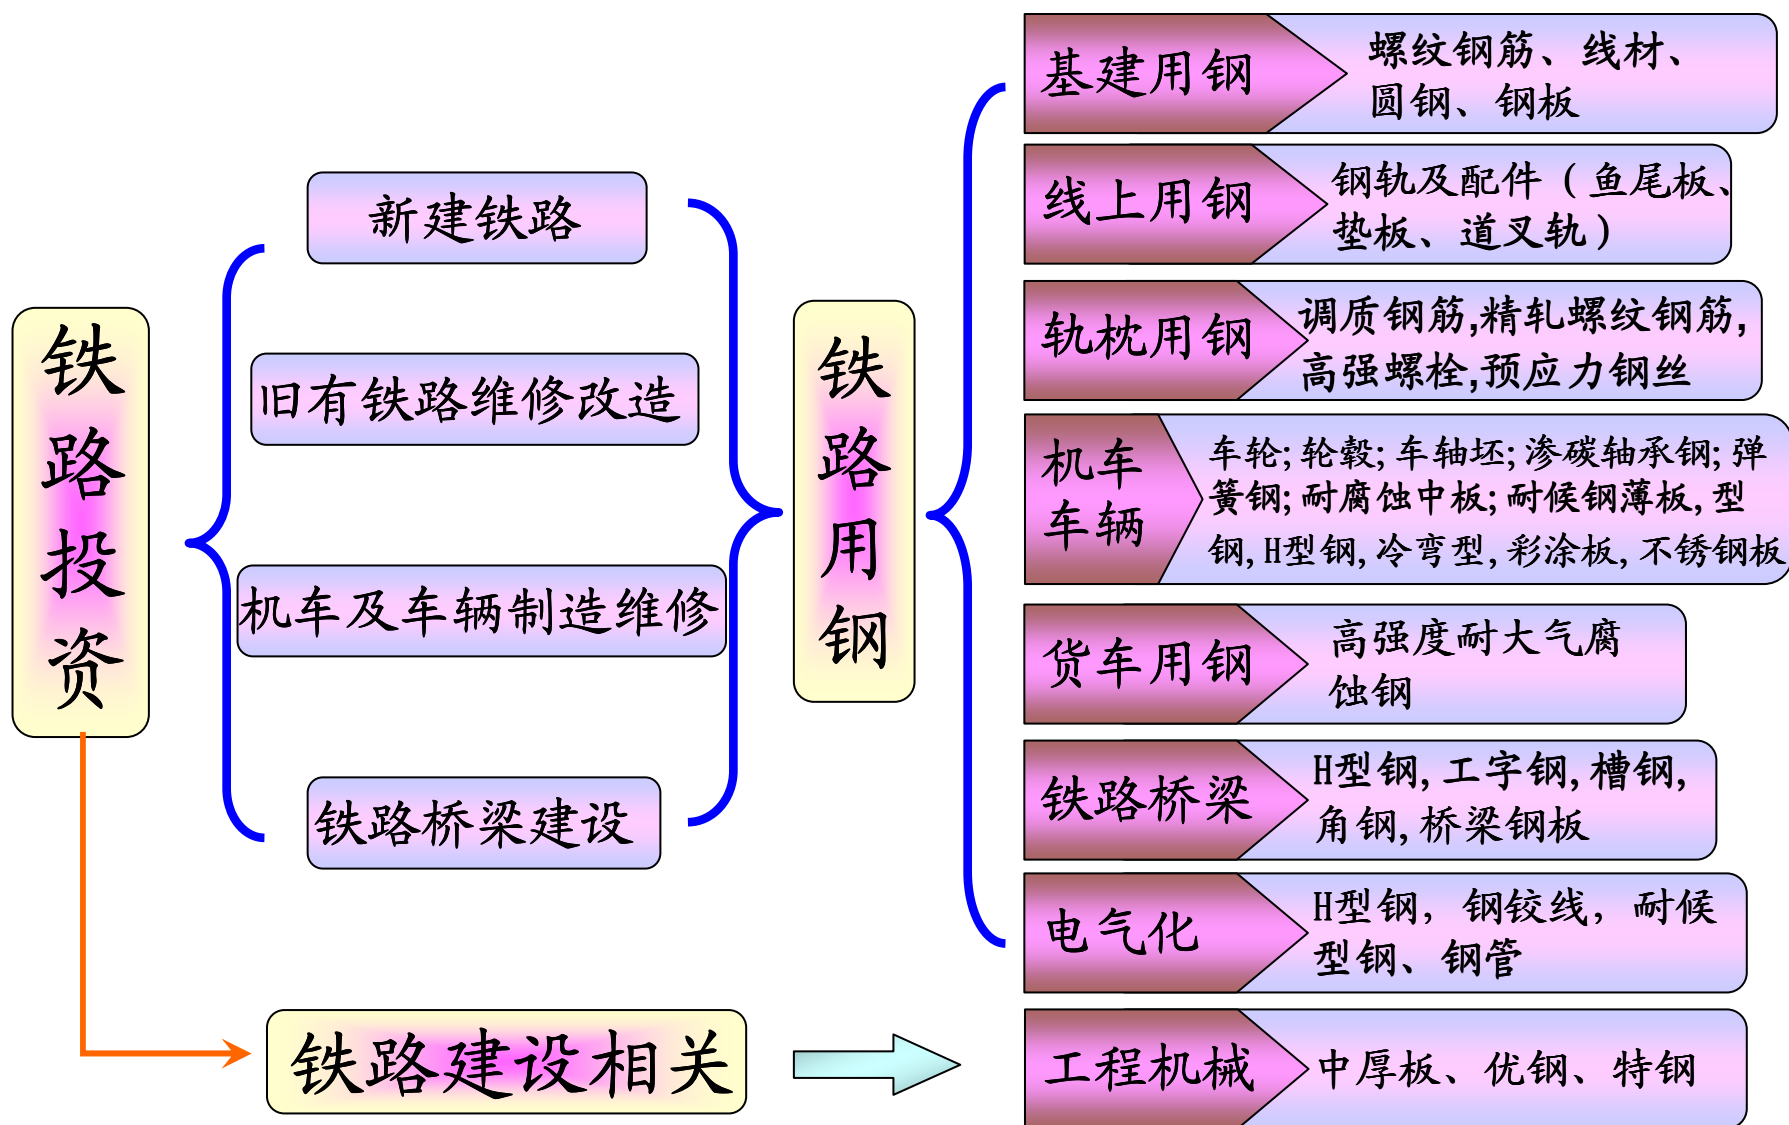 铁路投资
新建铁路
旧有铁路维修改造
机车及车辆制造维修
铁路桥梁建设
铁路用钢
基建用钢
螺纹钢筋、线材、
圆钢、钢板
线上用钢
钢轨及配件（鱼尾板、
垫板、道叉轨）
轨枕用钢
调质钢筋,精轧螺纹钢筋,
高强螺栓,预应力钢丝
机车
车辆
车轮;轮毂;车轴坯;渗碳轴承钢;弹
簧钢;耐腐蚀中板;耐候钢薄板,型
钢,H型钢,冷弯型,彩涂板,不锈钢板
货车用钢
高强度耐大气腐
蚀钢
铁路桥梁
H型钢,工字钢,槽钢,
角钢,桥梁钢板
电气化
H型钢，钢铰线，耐候
型钢、钢管
铁路建设相关
工程机械
中厚板、优钢、特钢